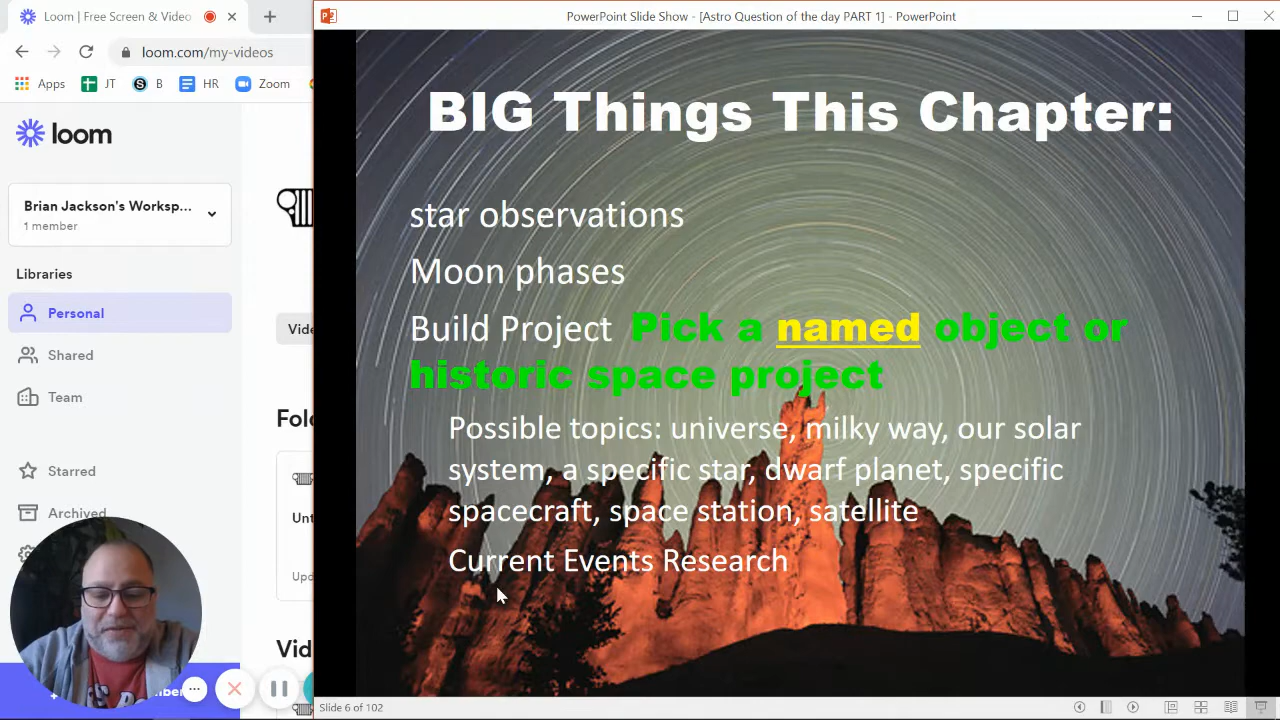 Loom | Free Screen & Video
PowerPoint Slide Show - [Astro Question of the day PART 1] - PowerPoint
loom.com/my-videos
Apps JT B HR Zoom
loom
BIG Things This Chapter:
Brian Jackson's Worksp...
1 member
star observations
Libraries
Moon phases
Personal
Build Project Pick a named object or
historic space project
Shared
Team
Possible topics: universe, milky way, our solar
system, a specific star, dwarf planet, specific
spacecraft, space station, satellite
Starred
Archived
Current Events Research
Slide 6 of 102